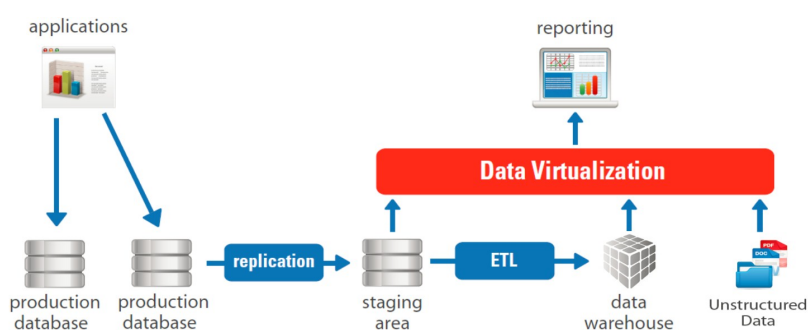 applications
reporting
Data Virtualization
replication
ETL
PDF
DOC
production
database
production
database
staging
area
data
warehouse
Unstructured
Data